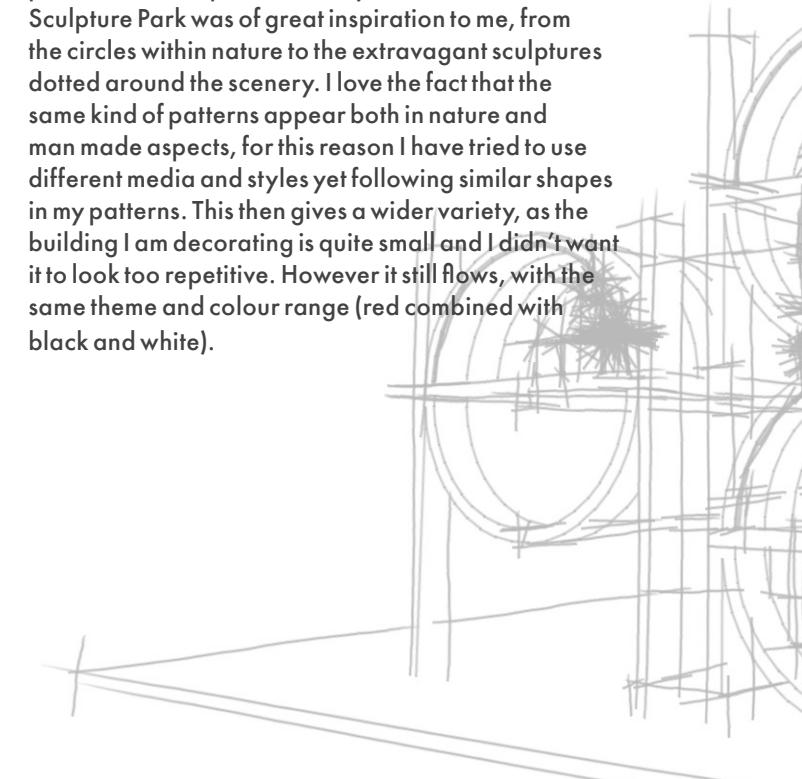 Sculpture Park was of great inspiration to me, from
the circles within nature to the extravagant sculptures
dotted around the scenery. I love the fact that the
same kind of patterns appear both in nature and
man made aspects, for this reason I have tried to use
different media and styles yet following similar shapes
in my patterns. This then gives a wider variety, as the
building I am decorating is quite small and I didn’t want
it to look too repetitive. However it still flows, with the
same theme and colour range (red combined with
black and white).